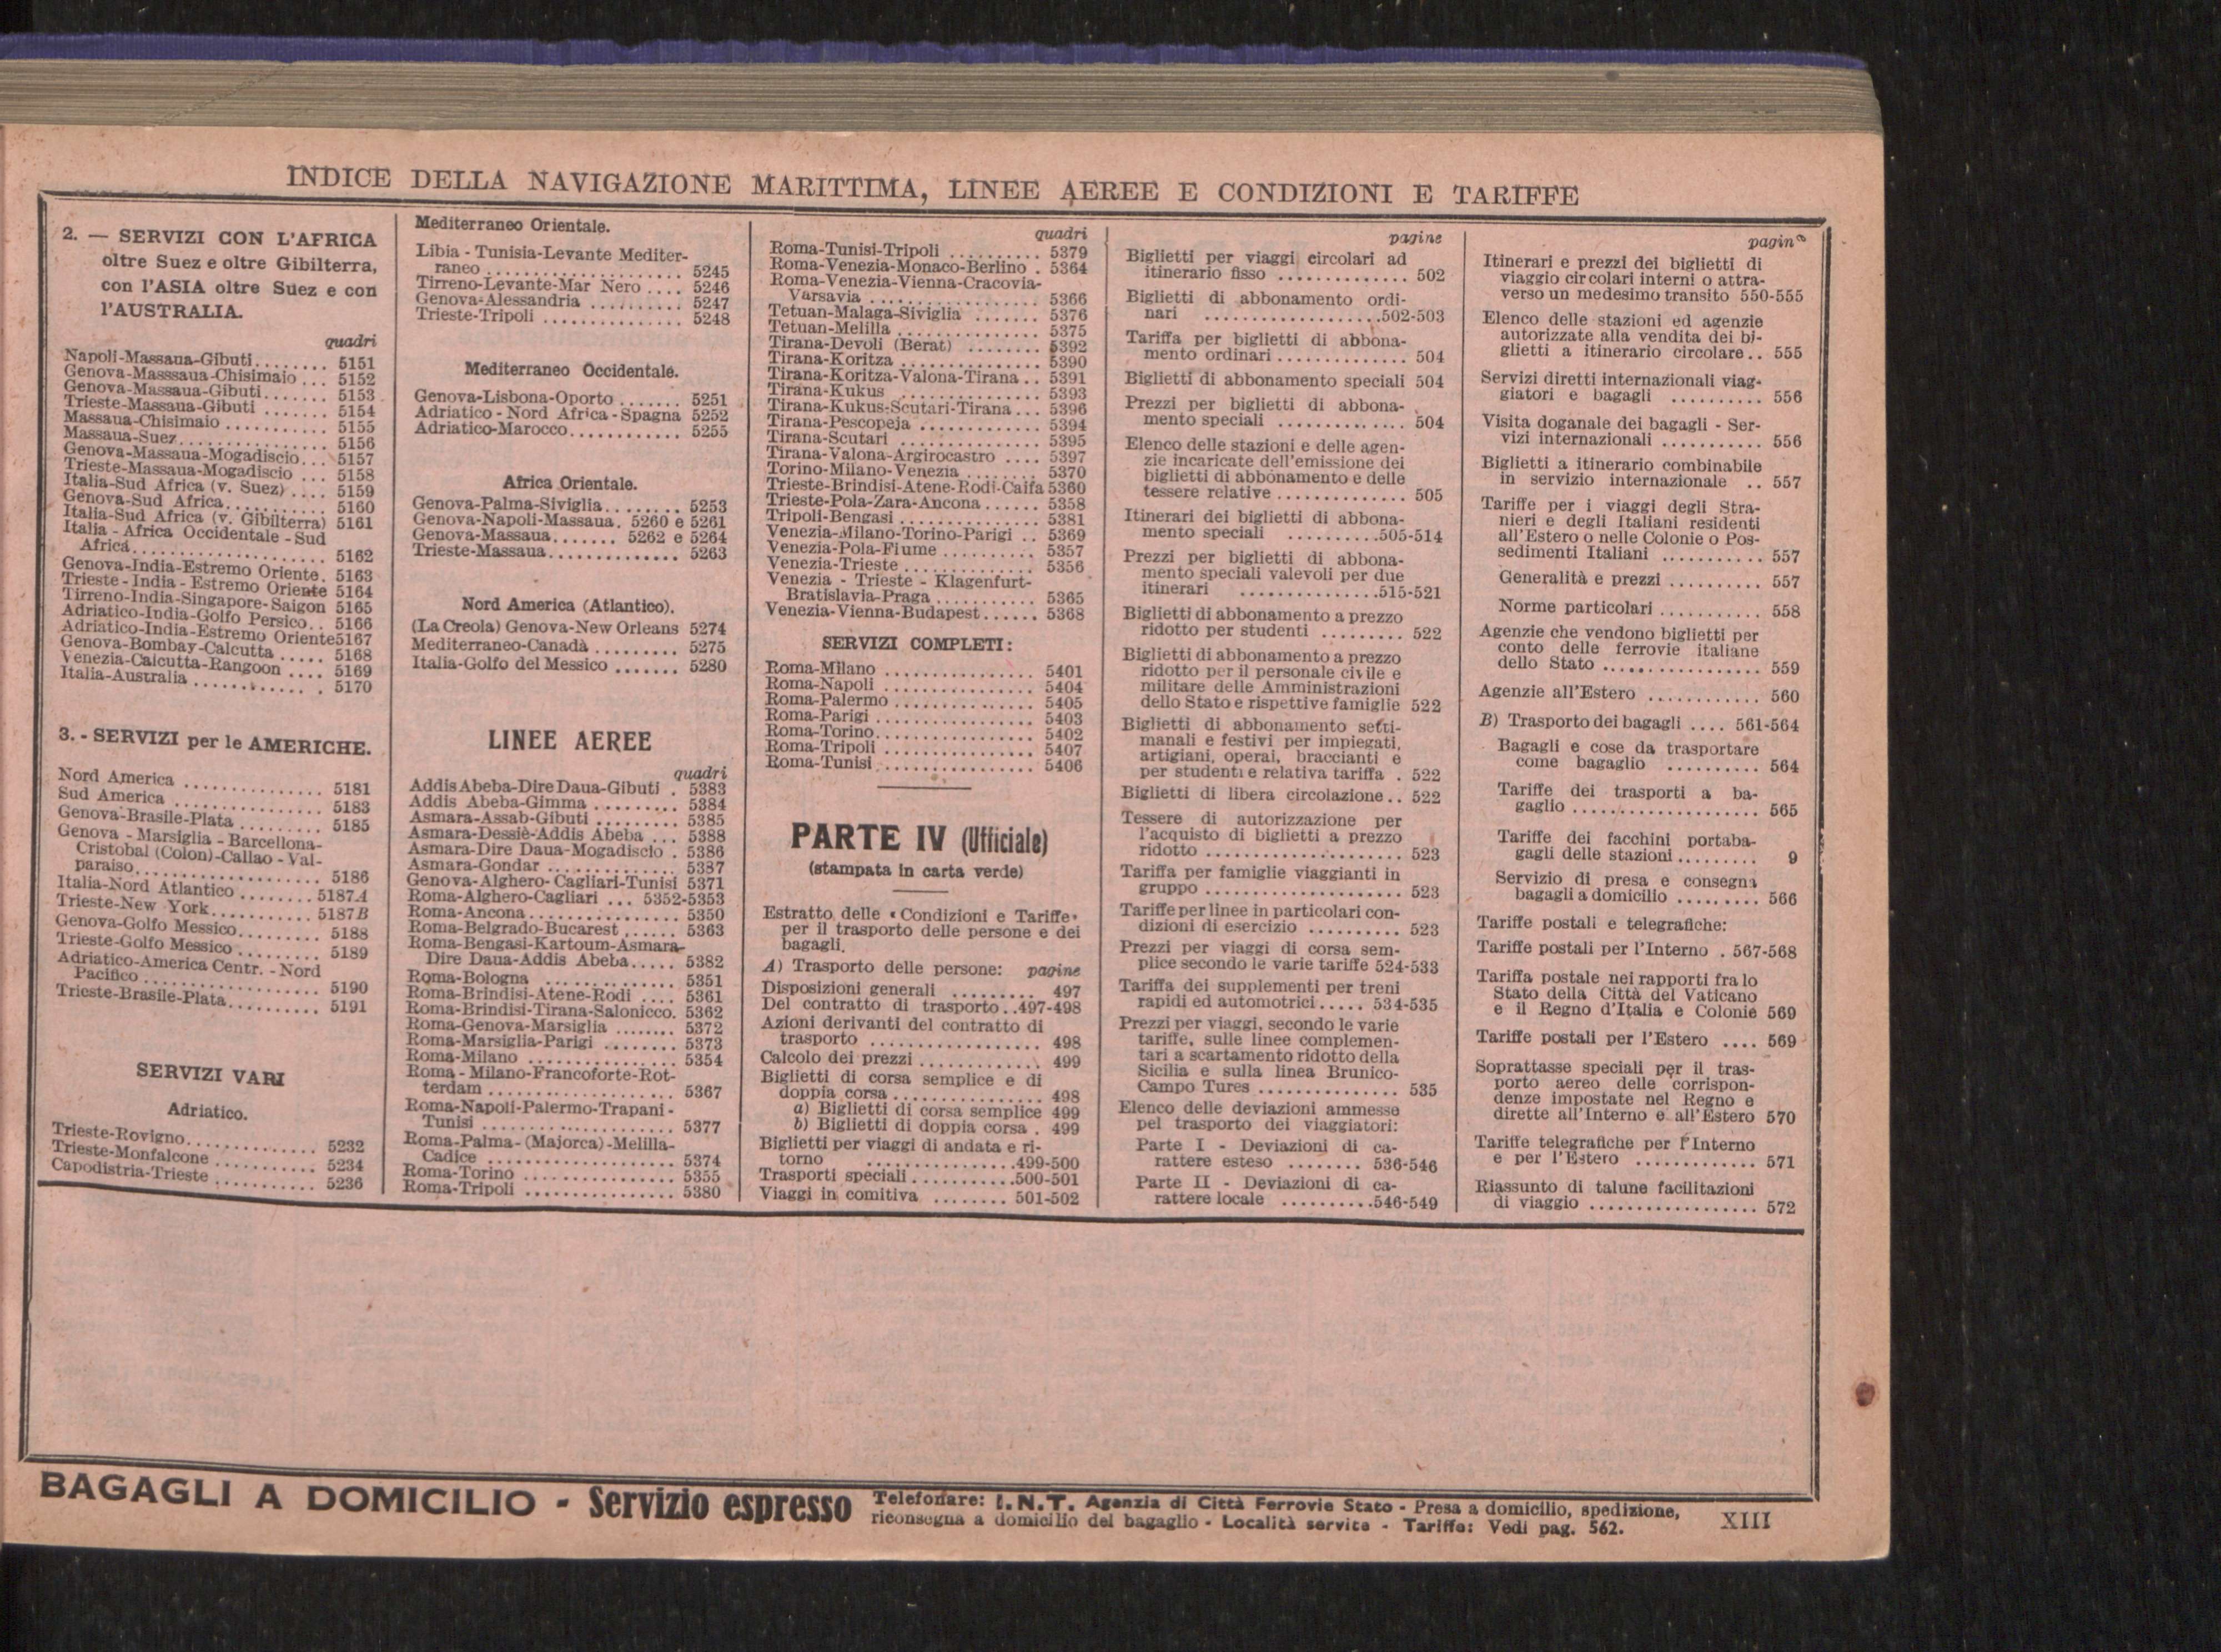 INDICE DELLA NAVIGAZIONE MARITTIMA, LINEE AEREE E CONDIZIONI E TARIFFE
2. — SERVIZI CON L'AFRICA
oltre Suez e oltre Gibilterra,
con l'ASIA oltre Suez e con
l'AUSTRALIA.
quadri
Napoli-Massaua-Gibuti........ 5151
Genova-Masssaua-Chisimaio ... 5152
Genova-Massaua-Gibuti....... 5153
Trieste-Massaua-Gibuti ....... 5154
Massaua-Chisimaio ........... 5155
Massaua-Suez................ 5156
Genova-Massaua-Mogadiscio... 5157
Trieste-Massaua-Mogadiscio ... 5158
Italia-Sud Africa (v. Suez) .... 5159
Genova-Sud Africa........... 5160
Italia-Sud Africa (v. Gibilterra) 5161
Italia - Africa Occidentale - Sud
Africa..................... 5162
Genova-India-Estremo Oriente. 5163
Trieste - India - Estremo Oriente 5164
Tirreno-India-Singapore-Saigon 5165
Adriatico-India-Golfo Persico.. 5166
Adriatico-India-Estremo Oriente5167
Genova-Bombay-Calcutta ..... 5168
Venezia-Calcutta-Rangoon .... 5169
Italia-Australia ............. 5170
3. - SERVIZI per le AMERICHE.
Nord America ............... 5181
Sud America ................ 5183
Genova-Brasile-Plata ......... 5185
Genova - Marsiglia - Barcellona-
Cristobal (Colon)-Callao - Val-
paraiso..................... 5186
Italia-Nord Atlantico ........ 5187A
Trieste-New York........... 5187B
Genova-Golfo Messico......... 5188
Trieste-Golfo Messico ......... 5189
Adriatico-America Centr. - Nord
Pacifico .................... 5190
Trieste-Brasile-Plata.......... 5191
SERVIZI VARI
Adriatico.
Trieste-Rovigno.............. 5232
Trieste-Monfalcone ........... 5234
Capodistria-Trieste ........... 5236
Mediterraneo Orientale.
Libia - Tunisia-Levante Mediter-
raneo ..................... 5245
Tirreno-Levante-Mar Nero .... 5246
Genova-Alessandria .......... 5247
Trieste-Tripoli ............... 5248
Mediterraneo Occidentale.
Genova-Lisbona-Oporto ....... 5251
Adriatico - Nord Africa - Spagna 5252
Adriatico-Marocco............ 5255
Africa Orientale.
Genova-Palma-Siviglia........ 5253
Genova-Napoli-Massaua. 5260 e 5261
Genova-Massaua....... 5262 e 5264
Trieste-Massaua.............. 5263
Nord America (Atlantico).
(La Creola) Genova-New Orleans 5274
Mediterraneo-Canadà ......... 5275
Italia-Golfo del Messico ....... 5280
LINEE AEREE
quadri
Addis Abeba-Dire Daua-Gibuti . 5383
Addis Abeba-Gimma ......... 5384
Asmara-Assab-Gibuti ......... 5385
Asmara-Dessiè-Addis Abeba ... 5388
Asmara-Dire Daua-Mogadiscio . 5386
Asmara-Gondar .............. 5387
Genova-Alghero-Cagliari-Tunisi 5371
Roma-Alghero-Cagliari ... 5352-5353
Roma-Ancona................ 5350
Roma-Belgrado-Bucarest ...... 5363
Roma-Bengasi-Kartoum-Asmara-
Dire Daua-Addis Abeba..... 5382
Roma-Bologna .............. 5351
Roma-Brindisi-Atene-Rodi .... 5361
Roma-Brindisi-Tirana-Salonicco. 5362
Roma-Genova-Marsiglia ....... 5372
Roma-Marsiglia-Parigi ........ 5373
Roma-Milano ................ 5354
Roma - Milano-Francoforte-Rot-
terdam .................... 5367
Roma-Napoli-Palermo-Trapani -
Tunisi ..................... 5377
Roma-Palma-(Majorca)-Melilla-
Cadice .................... 5374
Roma-Torino ................ 5355
Roma-Tripoli ................ 5380
quadri
Roma-Tunisi-Tripoli .......... 5379
Roma-Venezia-Monaco-Berlino . 5364
Roma-Venezia-Vienna-Cracovia-
Varsavia .................. 5366
Tetuan-Malaga-Siviglia ....... 5376
Tetuan-Melilla ............... 5375
Tirana-Devoli (Berat) ........ 5392
Tirana-Koritza ............... 5390
Tirana-Koritza-Valona-Tirana.. 5391
Tirana-Kukus ............... 5393
Tirana-Kukus-Scutari-Tirana... 5396
Tirana-Pescopeja ............. 5394
Tirana-Scutari ............... 5395
Tirana-Valona-Argirocastro .... 5397
Torino-Milano-Venezia ........ 5370
Trieste-Brindisi-Atene-Rodi-Caifa 5360
Trieste-Pola-Zara-Ancona...... 5358
Tripoli-Bengasi............... 5381
Venezia-Milano-Torino-Parigi .. 5369
Venezia-Pola-Fiume .......... 5357
Venezia-Trieste .............. 5356
Venezia - Trieste - Klagenfurt-
Bratislavia-Praga ........... 5365
Venezia-Vienna-Budapest...... 5368
SERVIZI COMPLETI:
Roma-Milano ................ 5401
Roma-Napoli ................ 5404
Roma-Palermo ............... 5405
Roma-Parigi................. 5403
Roma-Torino................. 5402
Roma-Tripoli ................ 5407
Roma-Tunisi ................ 5406
PARTE IV (Ufficiale)
(stampata in carta verde)
Estratto delle «Condizioni e Tariffe»
per il trasporto delle persone e dei
bagagli.
A) Trasporto delle persone: pagine
Disposizioni generali ......... 497
Del contratto di trasporto..497-498
Azioni derivanti del contratto di
trasporto .................. 498
Calcolo dei prezzi ............. 499
Biglietti di corsa semplice e di
doppia corsa................ 498
a) Biglietti di corsa semplice 499
b) Biglietti di doppia corsa . 499
Biglietti per viaggi di andata e ri-
torno ................499-500
Trasporti speciali...........500-501
Viaggi in comitiva ........ 501-502
pagine
Biglietti per viaggi circolari ad
itinerario fisso .............. 502
Biglietti di abbonamento ordi-
nari ...................502-503
Tariffa per biglietti di abbona-
mento ordinari.............. 504
Biglietti di abbonamento speciali 504
Prezzi per biglietti di abbona-
mento speciali .............. 504
Elenco delle stazioni e delle agen-
zie incaricate dell'emissione dei
biglietti di abbonamento e delle
tessere relative.............. 505
Itinerari dei biglietti di abbona-
mento speciali ..........505-514
Prezzi per biglietti di abbona-
mento speciali valevoli per due
itinerari ...............515-521
Biglietti di abbonamento a prezzo
ridotto per studenti ......... 522
Biglietti di abbonamento a prezzo
ridotto per il personale civile e
militare delle Amministrazioni
dello Stato e rispettive famiglie 522
Biglietti di abbonamento setti-
manali e festivi per impiegati,
artigiani, operai, braccianti e
per studenti e relativa tariffa . 522
Biglietti di libera circolazione.. 522
Tessere di autorizzazione per
l'acquisto di biglietti a prezzo
ridotto ..................... 523
Tariffa per famiglie viaggianti in
gruppo ..................... 523
Tariffe per linee in particolari con-
dizioni di esercizio .......... 523
Prezzi per viaggi di corsa sem-
plice secondo le varie tariffe 524-533
Tariffa dei supplementi per treni
rapidi ed automotrici..... 534-535
Prezzi per viaggi, secondo le varie
tariffe, sulle linee complemen-
tari a scartamento ridotto della
Sicilia e sulla linea Brunico-
Campo Tures ............... 535
Elenco delle deviazioni ammesse
pel trasporto dei viaggiatori:
Parte I - Deviazioni di ca-
rattere esteso ........ 536-546
Parte II - Deviazioni di ca-
rattere locale ..........546-549
pagine
Itinerari e prezzi dei biglietti di
viaggio circolari interni o attra-
verso un medesimo transito 550-555
Elenco delle stazioni ed agenzie
autorizzate alla vendita dei bi-
glietti a itinerario circolare.. 555
Servizi diretti internazionali viag-
giatori e bagagli .......... 556
Visita doganale dei bagagli - Ser-
vizi internazionali ........... 556
Biglietti a itinerario combinabile
in servizio internazionale .. 557
Tariffe per i viaggi degli Stra-
nieri e degli Italiani residenti
all'Estero o nelle Colonie o Pos-
sedimenti Italiani ............ 557
Generalità e prezzi .......... 557
Norme particolari ........... 558
Agenzie che vendono biglietti per
conto delle ferrovie italiane
dello Stato ................. 559
Agenzie all'Estero ............ 560
B) Trasporto dei bagagli .... 561-564
Bagagli e cose da trasportare
come bagaglio .......... 564
Tariffe dei trasporti a ba-
gaglio.................... 565
Tariffe dei facchini portaba-
gagli delle stazioni......... 9
Servizio di presa e consegna
bagagli a domicilio ......... 566
Tariffe postali e telegrafiche:
Tariffe postali per l'Interno . 567-568
Tariffa postale nei rapporti fra lo
Stato della Città del Vaticano
e il Regno d'Italia e Colonie 569
Tariffe postali per l'Estero .... 569
Soprattasse speciali per il tras-
porto aereo delle corrispon-
denze impostate nel Regno e
dirette all'Interno e all'Estero 570
Tariffe telegrafiche per l'Interno
e per l'Estero ............. 571
Riassunto di talune facilitazioni
di viaggio .................. 572
BAGAGLI A DOMICILIO - Servizio espresso
Telefonare: I.N.T. Agenzia di Città Ferrovie Stato - Presa a domicilio, spedizione,
riconsegna a domicilio del bagaglio - Località servite - Tariffe: Vedi pag. 562.
XIII